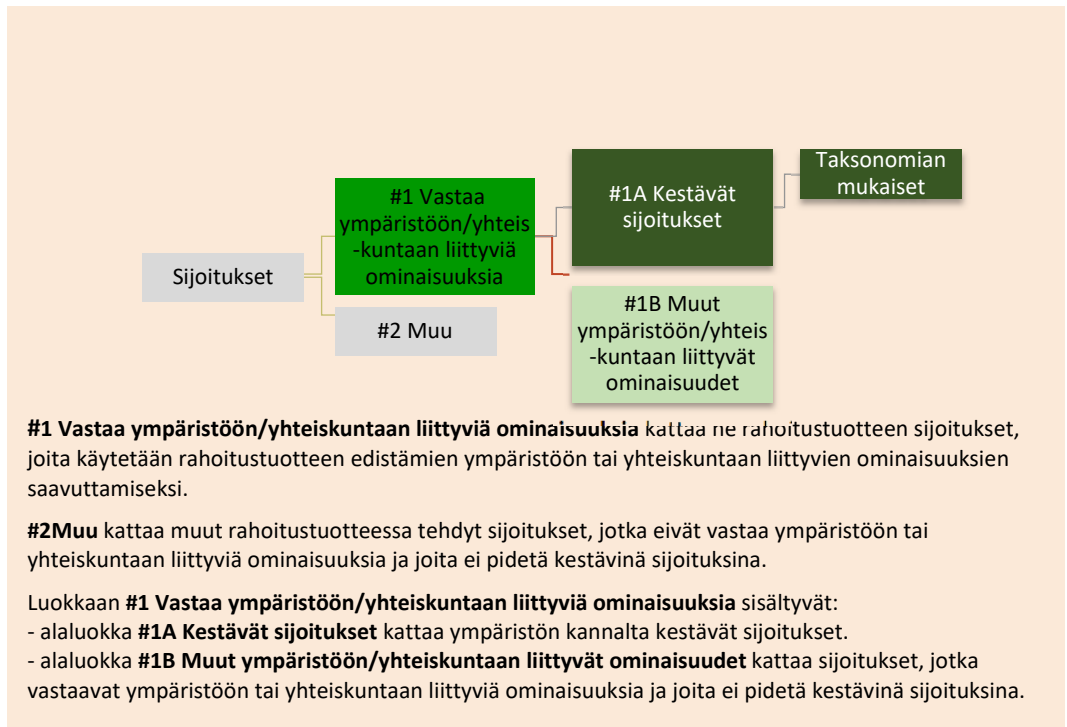 Taksonomian
mukaiset
#1A Kestävät
sijoitukset
#1 Vastaa
ympäristöön/yhteis
-kuntaan liittyviä
ominaisuuksia
Sijoitukset
#2 Muu
#1B Muut
ympäristöön/yhteis
-kuntaan liittyvät
ominaisuudet
#1 Vastaa ympäristöön/yhteiskuntaan liittyviä ominaisuuksia kattaa ne rahoitustuotteen sijoitukset,
joita käytetään rahoitustuotteen edistämien ympäristöön tai yhteiskuntaan liittyvien ominaisuuksien
saavuttamiseksi.
#2Muu kattaa muut rahoitustuotteessa tehdyt sijoitukset, jotka eivät vastaa ympäristöön tai
yhteiskuntaan liittyviä ominaisuuksia ja joita ei pidetä kestävinä sijoituksina.
Luokkaan #1 Vastaa ympäristöön/yhteiskuntaan liittyviä ominaisuuksia sisältyvät:
- alaluokka #1A Kestävät sijoitukset kattaa ympäristön kannalta kestävät sijoitukset.
- alaluokka #1B Muut ympäristöön/yhteiskuntaan liittyvät ominaisuudet kattaa sijoitukset, jotka
vastaavat ympäristöön tai yhteiskuntaan liittyviä ominaisuuksia ja joita ei pidetä kestävinä sijoituksina.